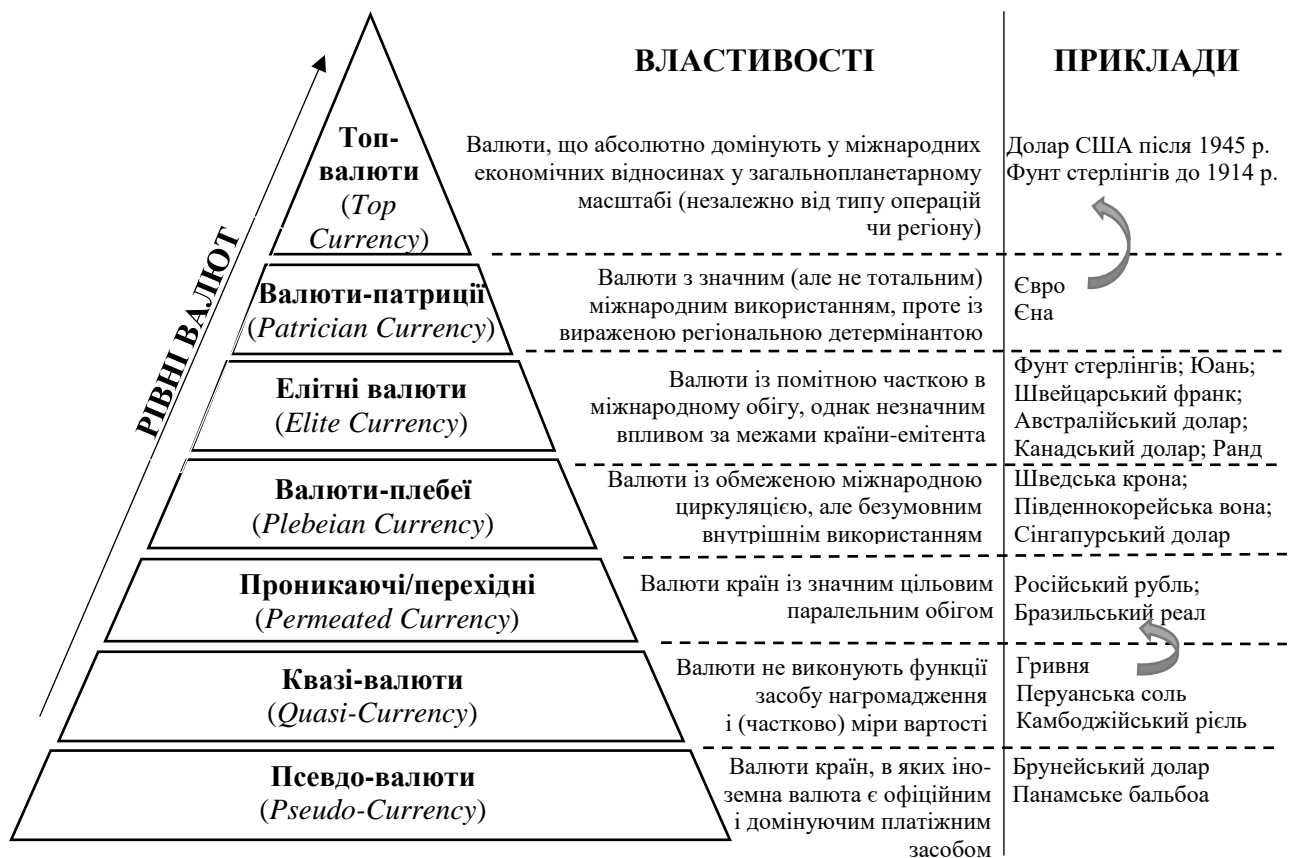 ВЛАСТИВОСТІ
ПРИКЛАДИ
РІВНІ ВАЛЮТ
Топ-
валюти
(Top
Currency)
Валюти, що абсолютно домінують у міжнародних
економічних відносинах у загальнопланетарному
масштабі (незалежно від типу операцій
чи регіону)
Долар США після 1945 р.
Фунт стерлінгів до 1914 р.
Валюти-патриції
(Patrician Currency)
Валюти з значним (але не тотальним)
міжнародним використанням, проте із
вираженою регіональною детермінантою
Євро
Єна
Елітні валюти
(Elite Currency)
Валюти із помітною часткою в
міжнародному обігу, однак незначним
впливом за межами країни-емітента
Фунт стерлінгів; Юань;
Швейцарський франк;
Австралійський долар;
Канадський долар; Ранд
Валюти-плебеї
(Plebeian Currency)
Валюти із обмеженою міжнародною
циркуляцією, але безумовним
внутрішнім використанням
Шведська крона;
Південнокорейська вона;
Сінгапурський долар
Проникаючі/перехідні
(Permeated Currency)
Валюти країн із значним цільовим
паралельним обігом
Російський рубль;
Бразильський реал
Квазі-валюти
(Quasi-Currency)
Валюти не виконують функції
засобу нагромадження
і (частково) міри вартості
Гривня
Перуанська соль
Камбоджійський рієль
Псевдо-валюти
(Pseudo-Currency)
Валюти країн, в яких іно-
земна валюта є офіційним
і домінуючим платіжним
засобом
Брунейський долар
Панамське бальбоа